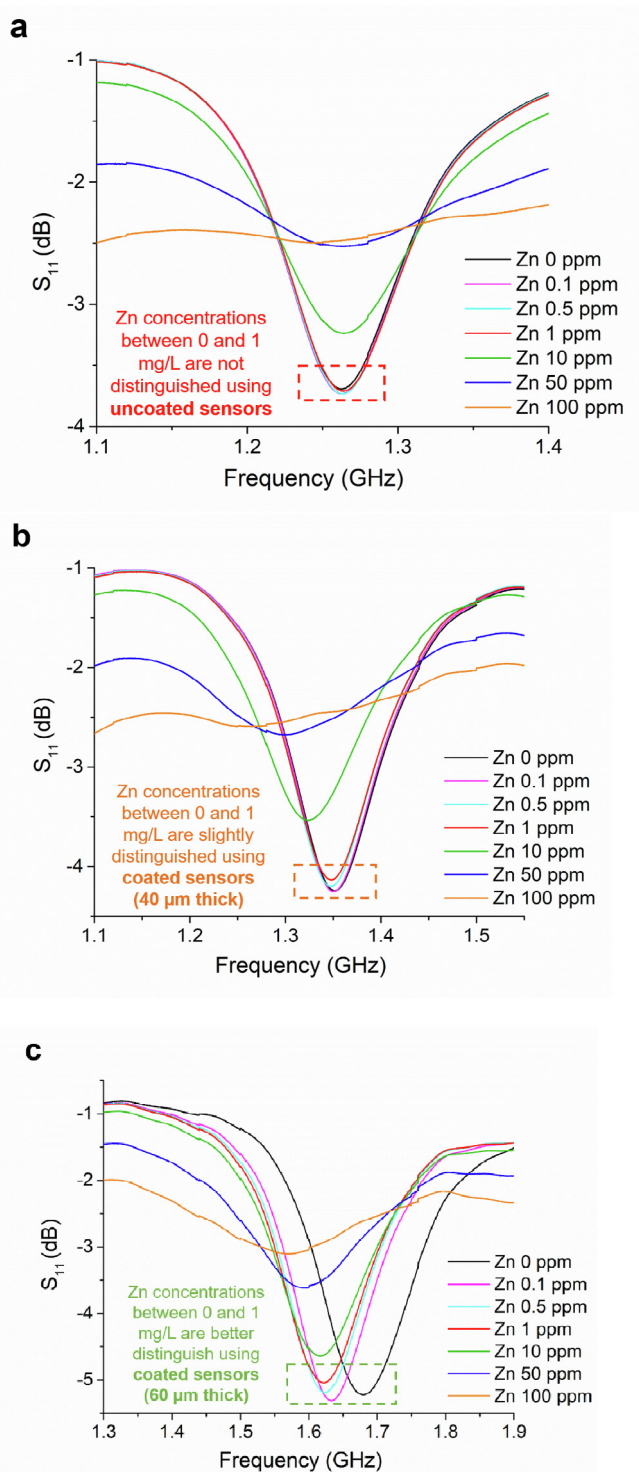 a
-1
-2
-3
-4
S11 (dB)
1.1
1.2
1.3
1.4
Frequency (GHz)
Zn concentrations
between 0 and 1
mg/L are not
distinguished using
uncoated sensors
Zn 0 ppm
Zn 0.1 ppm
Zn 0.5 ppm
Zn 1 ppm
Zn 10 ppm
Zn 50 ppm
Zn 100 ppm
b
-1
-2
-3
-4
S11 (dB)
1.1
1.2
1.3
1.4
1.5
Frequency (GHz)
Zn concentrations
between 0 and 1
mg/L are slightly
distinguished using
coated sensors
(40 µm thick)
Zn 0 ppm
Zn 0.1 ppm
Zn 0.5 ppm
Zn 1 ppm
Zn 10 ppm
Zn 50 ppm
Zn 100 ppm
c
-1
-2
-3
-4
-5
S11 (dB)
1.3
1.4
1.5
1.6
1.7
1.8
1.9
Frequency (GHz)
Zn concentrations
between 0 and 1
mg/L are better
distinguish using
coated sensors
(60 µm thick)
Zn 0 ppm
Zn 0.1 ppm
Zn 0.5 ppm
Zn 1 ppm
Zn 10 ppm
Zn 50 ppm
Zn 100 ppm